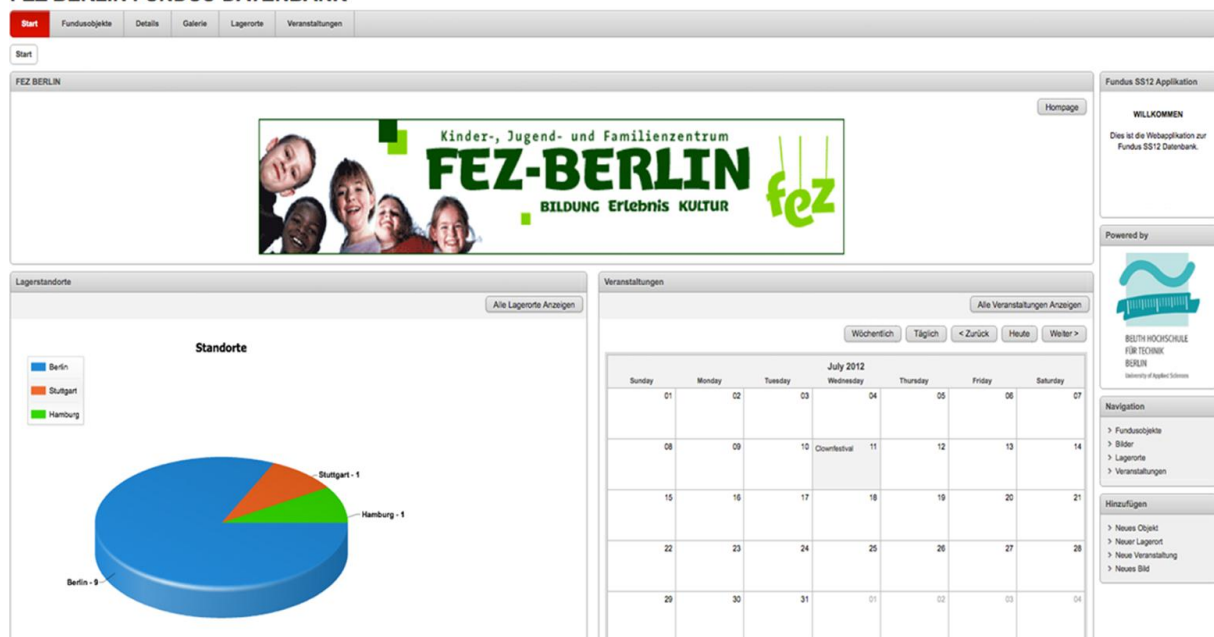 FEZ BERLIN FUNDUS DATENBANK
Start Fundusobjekte Details Galerie Lagerorte Veranstaltungen
Start
FEZ BERLIN
Hompage
Kinder-, Jugend- und Familienzentrum
FEZ-BERLIN
BILDUNG Erlebnis KULTUR
fez
Fundus SS12 Applikation
WILLKOMMEN
Dies ist die Webapplikation zur
Fundus SS12 Datenbank.
Powered by
BEUTH HOCHSCHULE
FÜR TECHNIK
BERLIN
University of Applied Sciences
Lagerstandorte
Alle Lagerorte Anzeigen
Standorte
Berlin
Stuttgart
Hamburg
Stuttgart - 1
Hamburg - 1
Berlin - 9
Veranstaltungen
Alle Veranstaltungen Anzeigen
Wöchentlich Täglich < Zurück Heute Weiter >
July 2012
Sunday Monday Tuesday Wednesday Thursday Friday Saturday
01 02 03 04 05 06 07
08 09 10 Clownfestival 11 12 13 14
15 16 17 18 19 20 21
22 23 24 25 26 27 28
29 30 31 01 02 03 04
Navigation
> Fundusobjekte
> Bilder
> Lagerorte
> Veranstaltungen
Hinzufügen
> Neues Objekt
> Neuer Lagerort
> Neue Veranstaltung
> Neues Bild